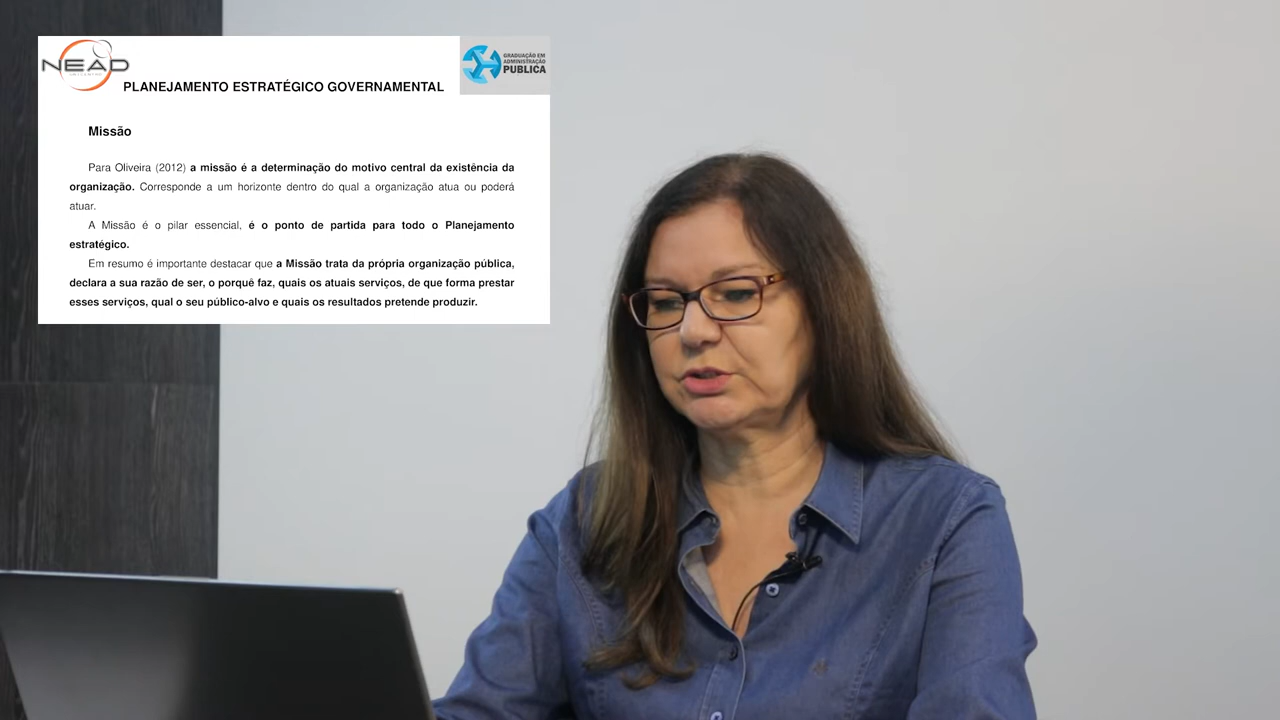 NEAD
UNICENTRO
GRADUAÇÃO EM
ADMINISTRAÇÃO
PÚBLICA
PLANEJAMENTO ESTRATÉGICO GOVERNAMENTAL
Missão
Para Oliveira (2012) a missão é a determinação do motivo central da existência da
organização. Corresponde a um horizonte dentro do qual a organização atua ou poderá
atuar.
A Missão é o pilar essencial, é o ponto de partida para todo o Planejamento
estratégico.
Em resumo é importante destacar que a Missão trata da própria organização pública,
declara a sua razão de ser, o porquê faz, quais os atuais serviços, de que forma prestar
esses serviços, qual o seu público-alvo e quais os resultados pretende produzir.